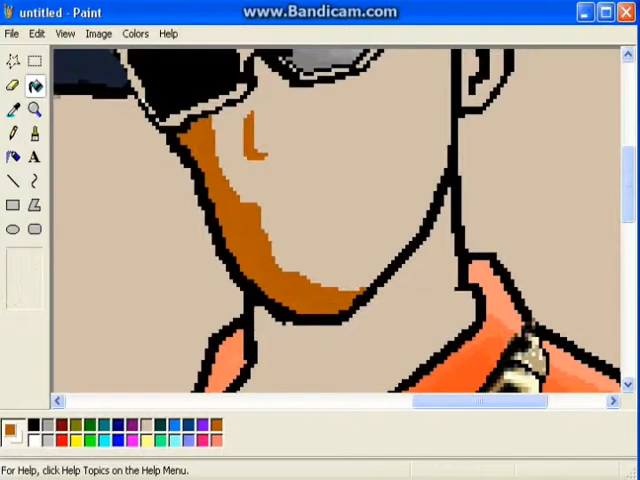 untitled - Paint
www.Bandicam.com
File Edit View Image Colors Help
A
For Help, click Help Topics on the Help Menu.